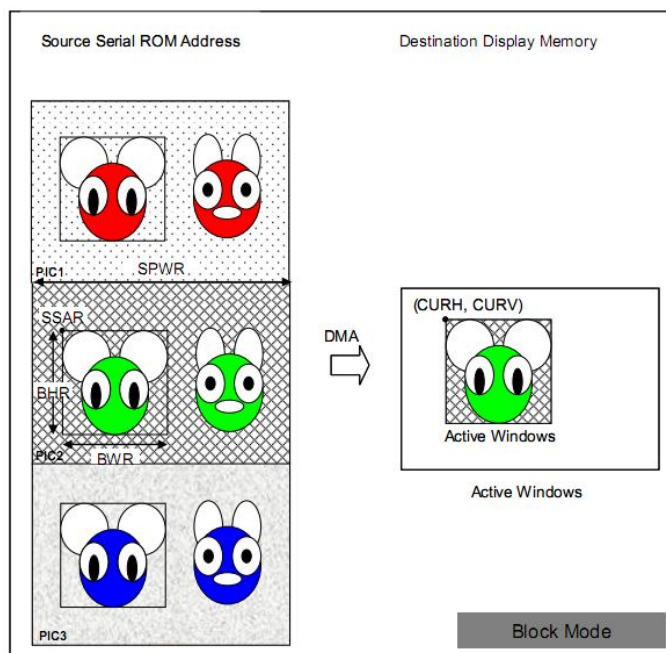 Source Serial ROM Address
Destination Display Memory
PIC1
SPWR
SSAR
BHR
BWR
PIC2
DMA
(CURH, CURV)
Active Windows
Active Windows
PIC3
Block Mode